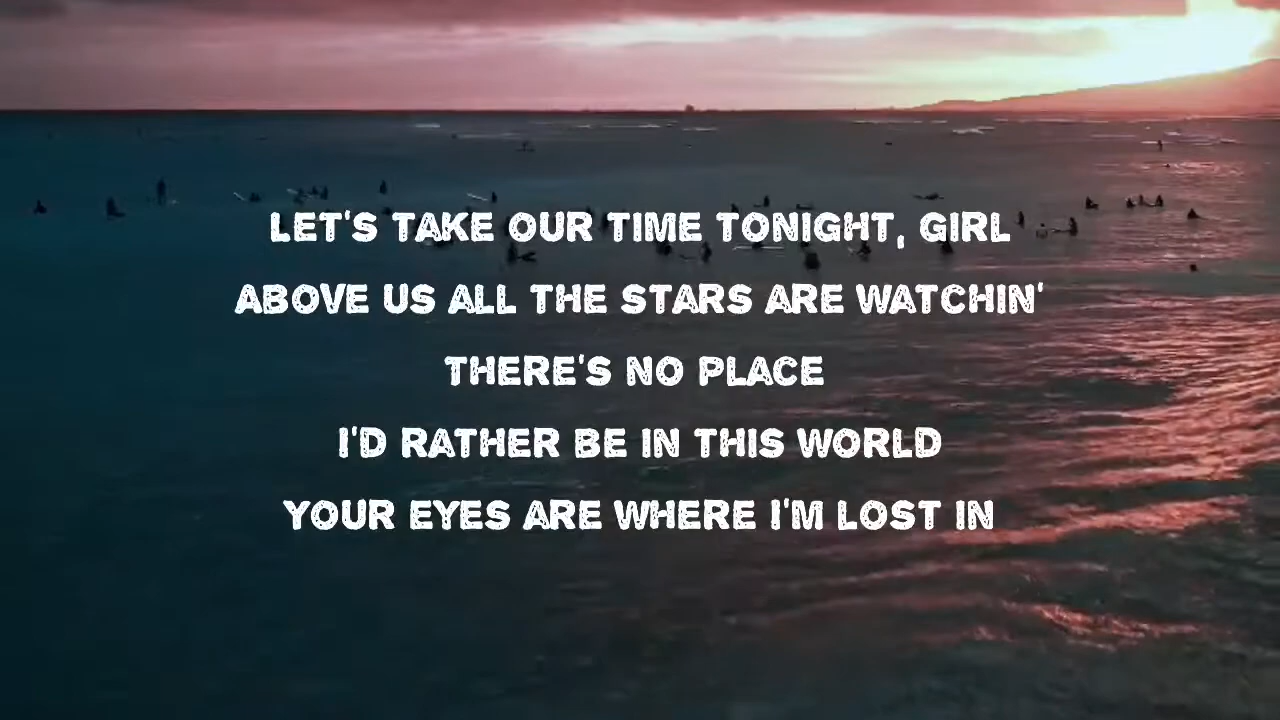 LET'S TAKE OUR TIME TONIGHT, GIRL
ABOVE US ALL THE STARS ARE WATCHIN'
THERE'S NO PLACE
I'D RATHER BE IN THIS WORLD
YOUR EYES ARE WHERE I'M LOST IN